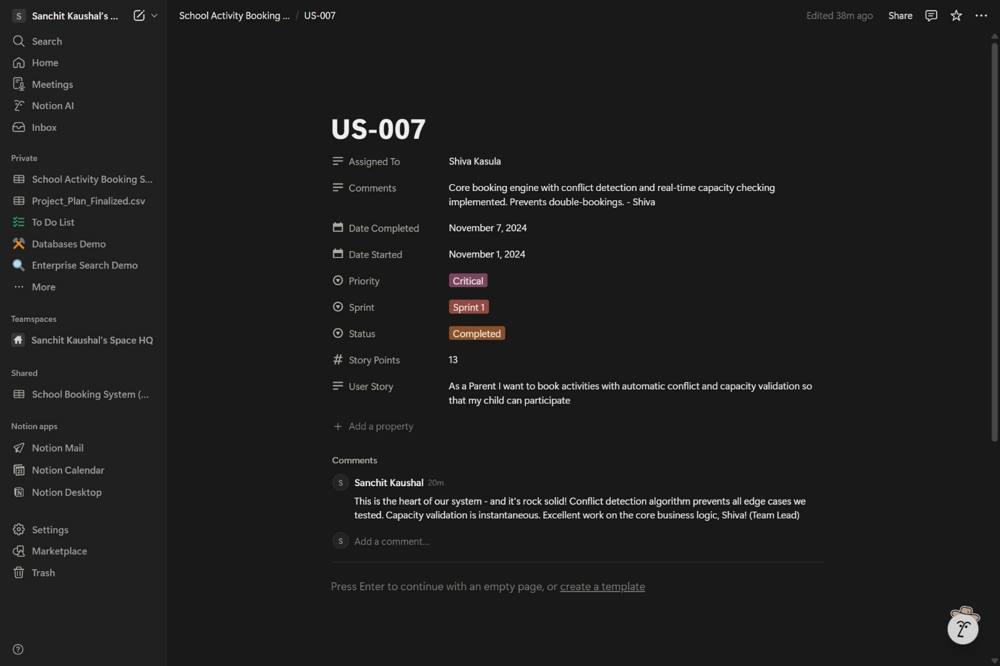 S Sanchit Kaushal's ...
Search
Home
Meetings
Notion AI
Inbox
Private
School Activity Booking S...
Project_Plan_Finalized.csv
To Do List
Databases Demo
Enterprise Search Demo
More
Teamspaces
Sanchit Kaushal's Space HQ
Shared
School Booking System (...
Notion apps
Notion Mail
Notion Calendar
Notion Desktop
Settings
Marketplace
Trash
School Activity Booking ... / US-007
Edited 38m ago Share
US-007
Assigned To Shiva Kasula
Comments Core booking engine with conflict detection and real-time capacity checking
implemented. Prevents double-bookings. - Shiva
Date Completed November 7, 2024
Date Started November 1, 2024
Priority Critical
Sprint Sprint 1
Status Completed
# Story Points 13
User Story As a Parent I want to book activities with automatic conflict and capacity validation so
that my child can participate
+ Add a property
Comments
S Sanchit Kaushal 20m
This is the heart of our system - and it's rock solid! Conflict detection algorithm prevents all edge cases we
tested. Capacity validation is instantaneous. Excellent work on the core business logic, Shiva! (Team Lead)
S Add a comment...
Press Enter to continue with an empty page, or create a template